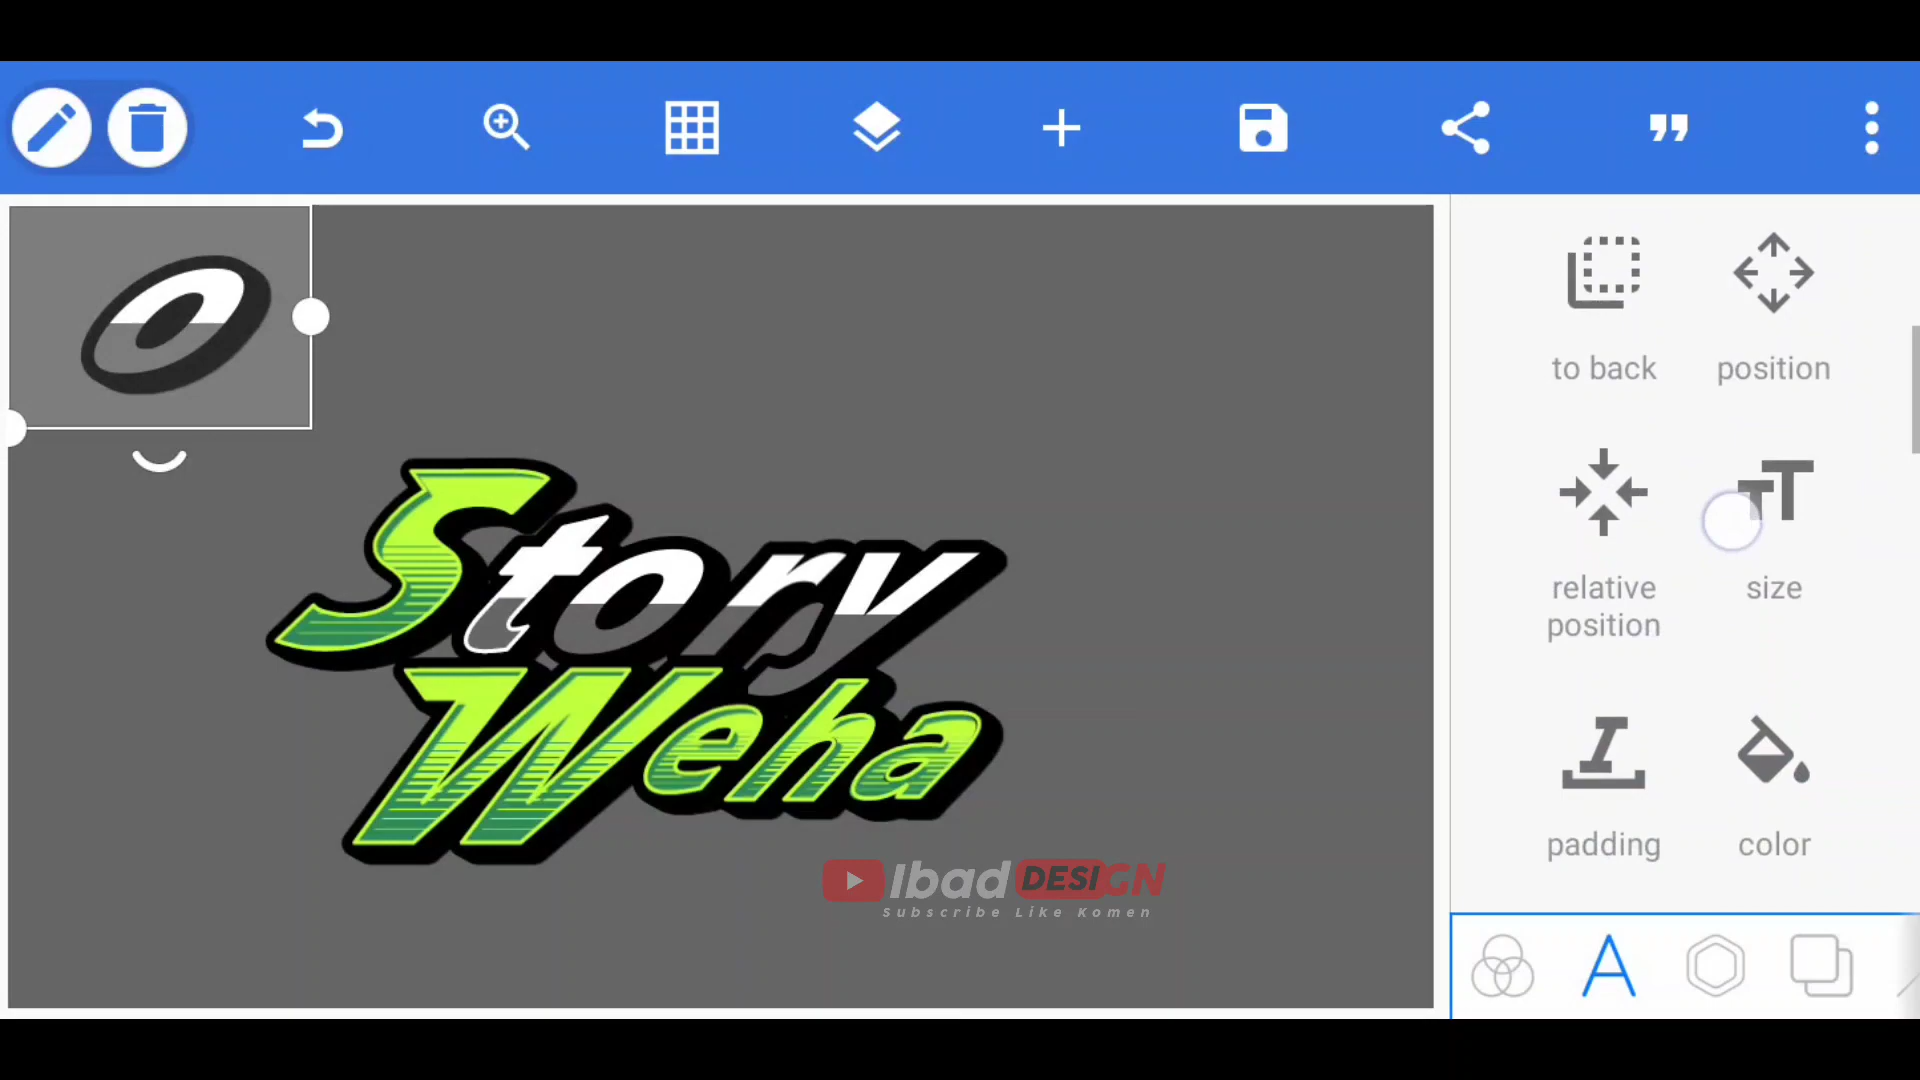 to back
position
relative
position
size
padding
color
O
Story
Weha
Ibad DESIGN
Subscribe Like Komen